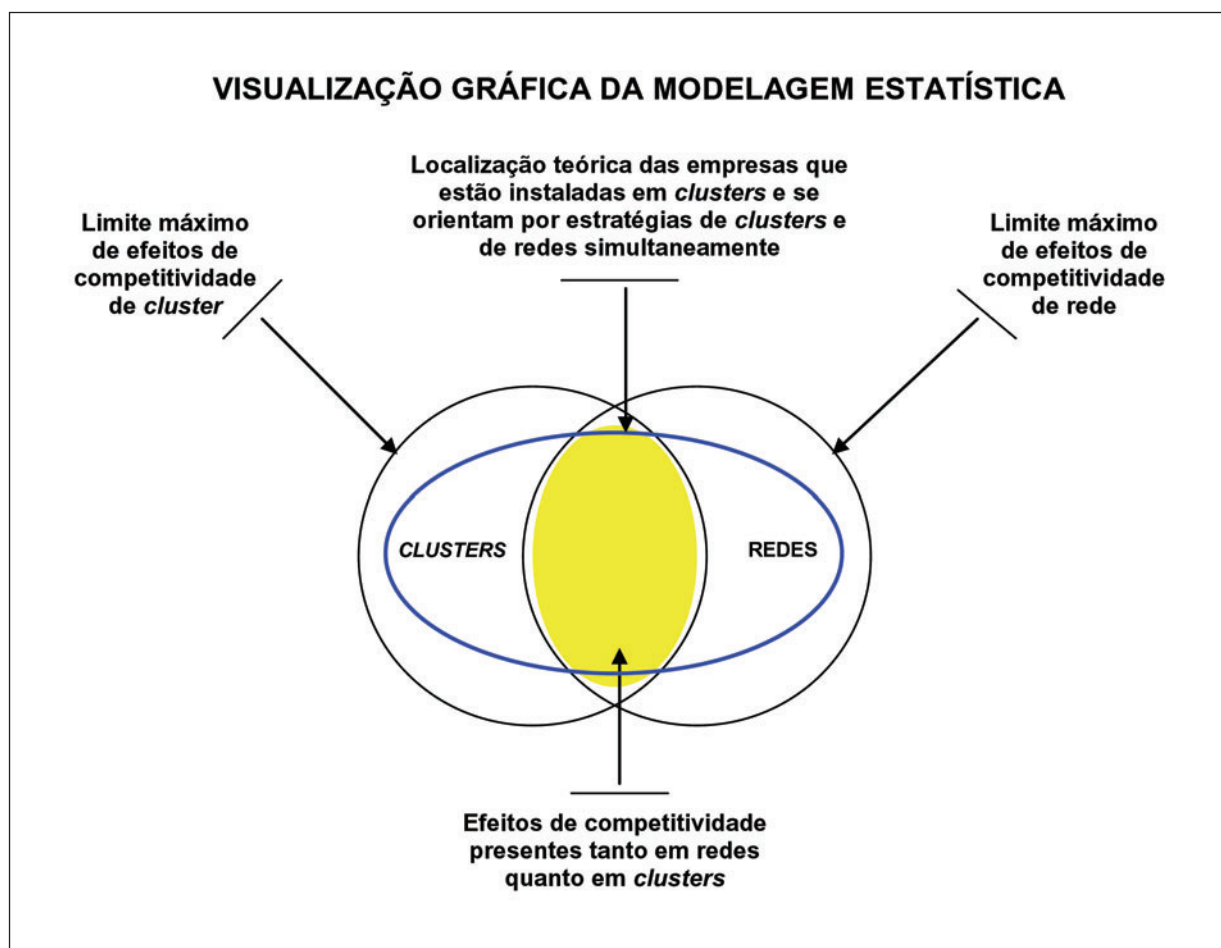 VISUALIZAÇÃO GRÁFICA DA MODELAGEM ESTATÍSTICA
Limite máximo
de efeitos de
competitividade
de cluster
Localização teórica das empresas que
estão instaladas em clusters e se
orientam por estratégias de clusters e
de redes simultaneamente
Limite máximo
de efeitos de
competitividade
de rede
CLUSTERS
REDES
Efeitos de competitividade
presentes tanto em redes
quanto em clusters